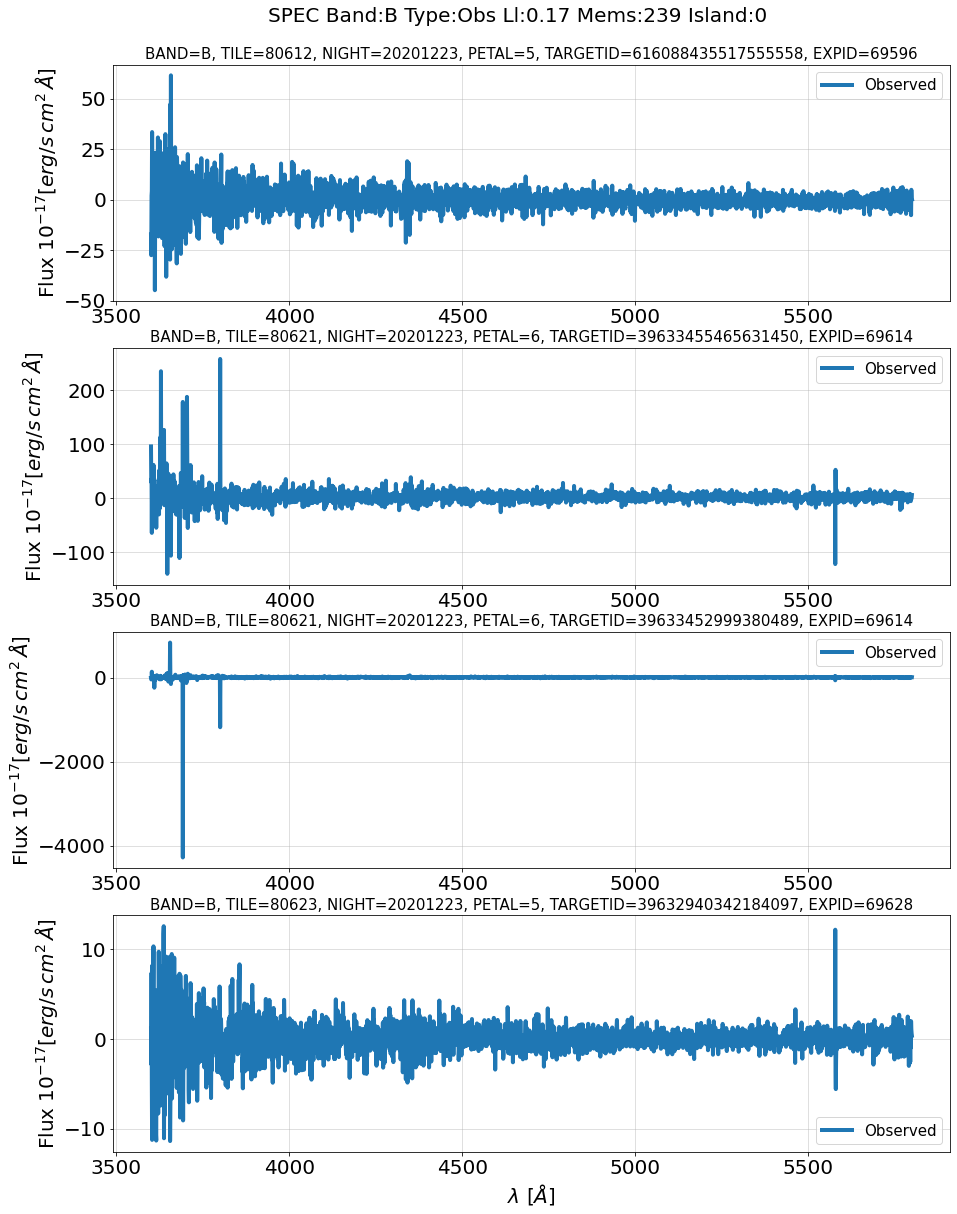 SPEC Band:B Type:Obs Ll:0.17 Mems:239 Island:0
BAND=B, TILE=80612, NIGHT=20201223, PETAL=5, TARGETID=616088435517555558, EXPID=69596
Flux 10^{-17}[erg/s cm^2 Å]
50
25
0
−25
−50
Observed
3500 4000 4500 5000 5500
BAND=B, TILE=80621, NIGHT=20201223, PETAL=6, TARGETID=39633455465631450, EXPID=69614
Flux 10^{-17}[erg/s cm^2 Å]
200
100
0
−100
Observed
3500 4000 4500 5000 5500
BAND=B, TILE=80621, NIGHT=20201223, PETAL=6, TARGETID=39633452999380489, EXPID=69614
Flux 10^{-17}[erg/s cm^2 Å]
0
−2000
−4000
Observed
3500 4000 4500 5000 5500
BAND=B, TILE=80623, NIGHT=20201223, PETAL=5, TARGETID=39632940342184097, EXPID=69628
Flux 10^{-17}[erg/s cm^2 Å]
10
0
−10
Observed
3500 4000 4500 5000 5500
λ [Å]